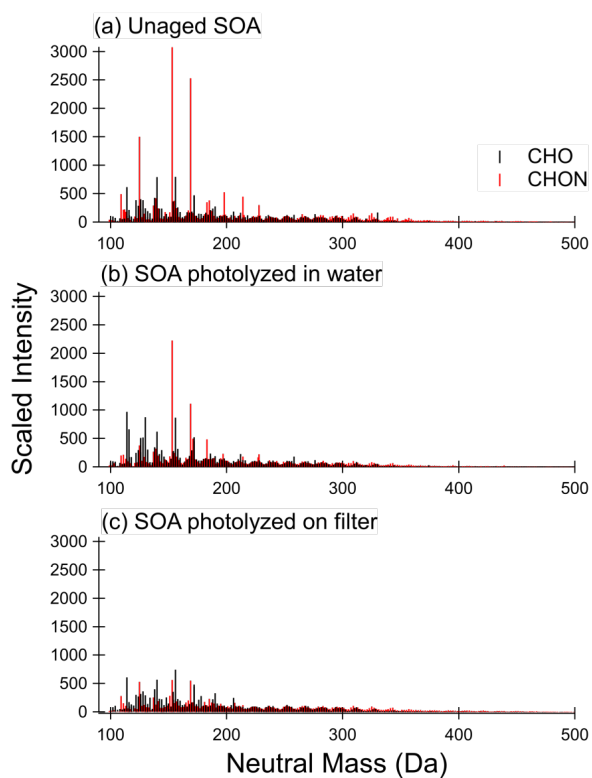 (a) Unaged SOA
3000
2500
2000
1500
1000
500
0
CHO
CHON
100 200 300 400 500
(b) SOA photolyzed in water
3000
2500
2000
1500
1000
500
0
100 200 300 400 500
Scaled Intensity
(c) SOA photolyzed on filter
3000
2500
2000
1500
1000
500
0
100 200 300 400 500
Neutral Mass (Da)